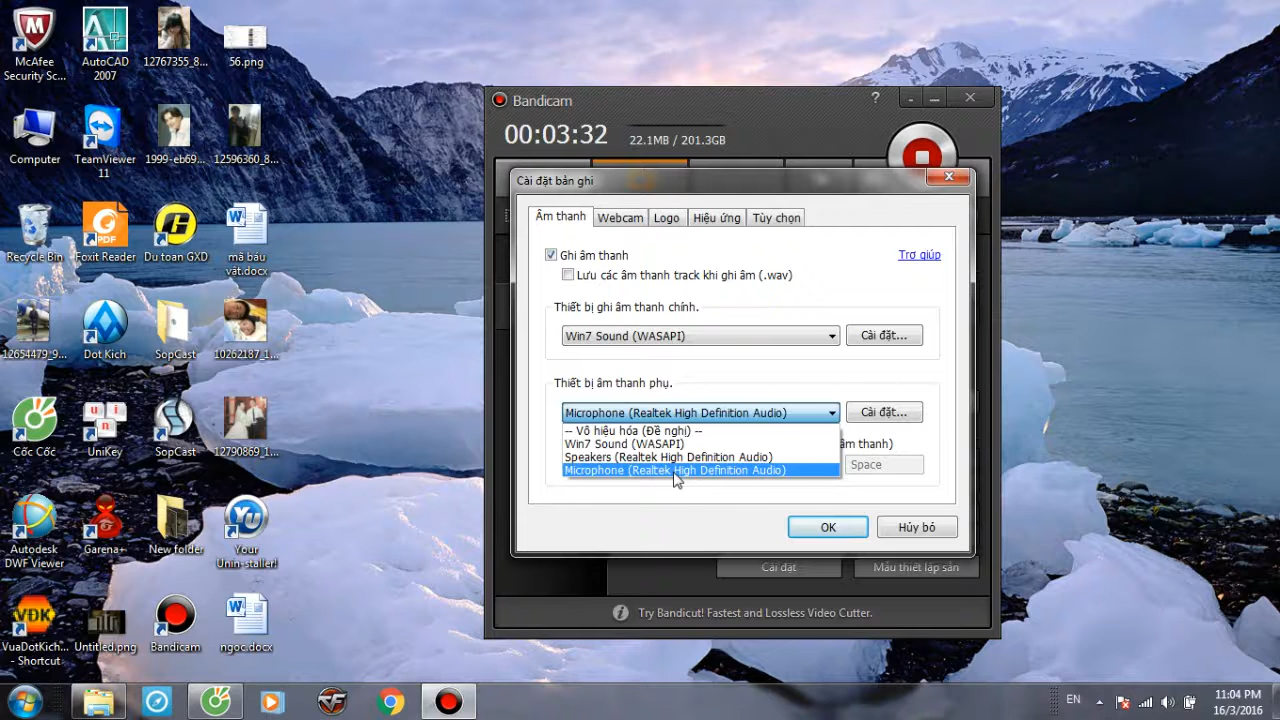 McAfee
Security Sc...
AutoCAD
2007
12767355_8...
56.png
Computer
TeamViewer
11
1999-eb69...
12596360_8...
Recycle Bin
Foxit Reader
Du toan GXD
mã báu
vật.docx
12654479_9...
Dot Kich
SopCast
10262187_1...
Cốc Cốc
UniKey
SopCast
12790869_1...
Autodesk
DWF Viewer
Garena+
New folder
Your
Unin-staller!
VuaDotKich...
- Shortcut
Untitled.png
Bandicam
ngoc.docx
Bandicam
?
00:03:32
22.1MB / 201.3GB
Cài đặt bản ghi
Âm thanh
Webcam
Logo
Hiệu ứng
Tùy chọn
Ghi âm thanh
Trợ giúp
Lưu các âm thanh track khi ghi âm (.wav)
Thiết bị ghi âm thanh chính.
Win7 Sound (WASAPI)
Cài đặt...
Thiết bị âm thanh phụ.
Microphone (Realtek High Definition Audio)
Cài đặt...
-- Vô hiệu hóa (Đề nghị) --
Win7 Sound (WASAPI)
Speakers (Realtek High Definition Audio)
Microphone (Realtek High Definition Audio)
âm thanh)
Space
OK
Hủy bỏ
Cài đặt
Mẫu thiết lập sẵn
Try Bandicut! Fastest and Lossless Video Cutter.
EN
11:04 PM
16/3/2016